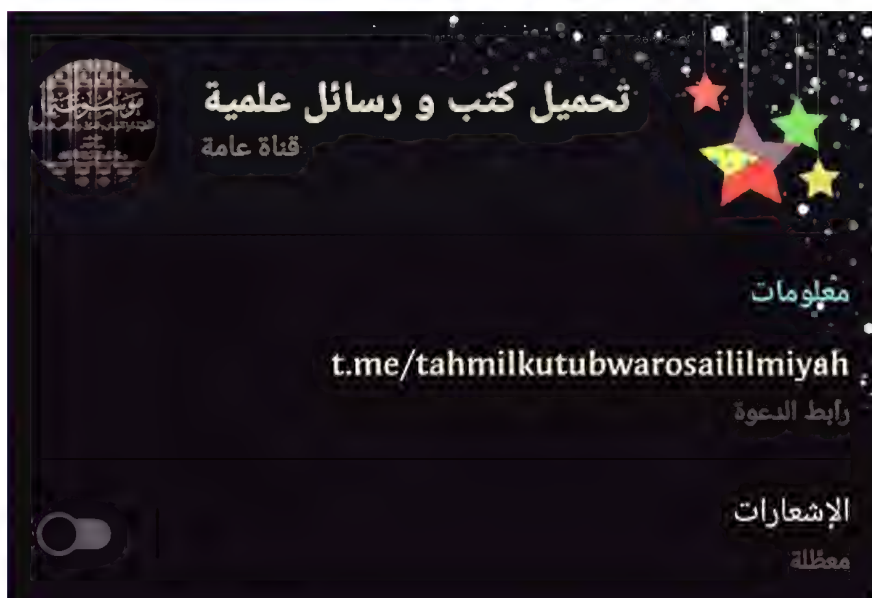 تحميل كتب و رسائل علمية
قناة عامة
معلومات
t.me/tahmilkutubwarosaililmiyah
رابط الدعوة
الإشعارات
معطلة